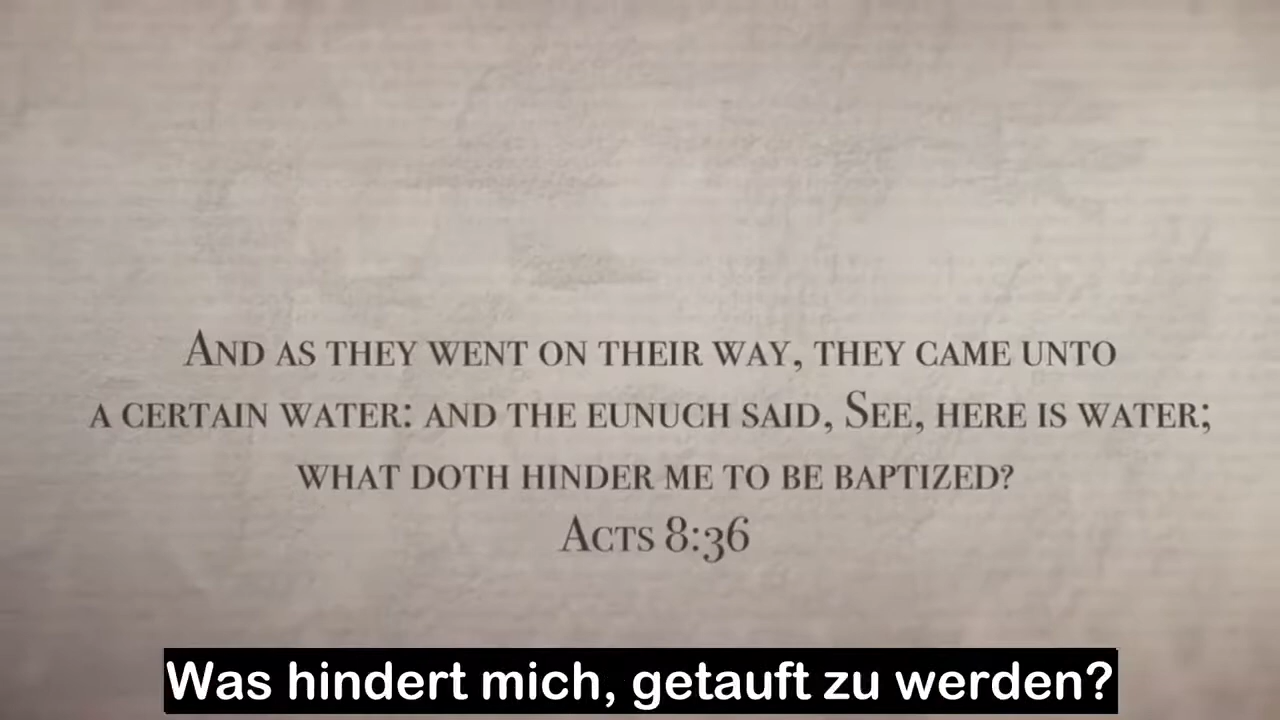 And as they went on their way, they came unto
a certain water: and the eunuch said, See, here is water;
what doth hinder me to be baptized?
Acts 8:36
Was hindert mich, getauft zu werden?